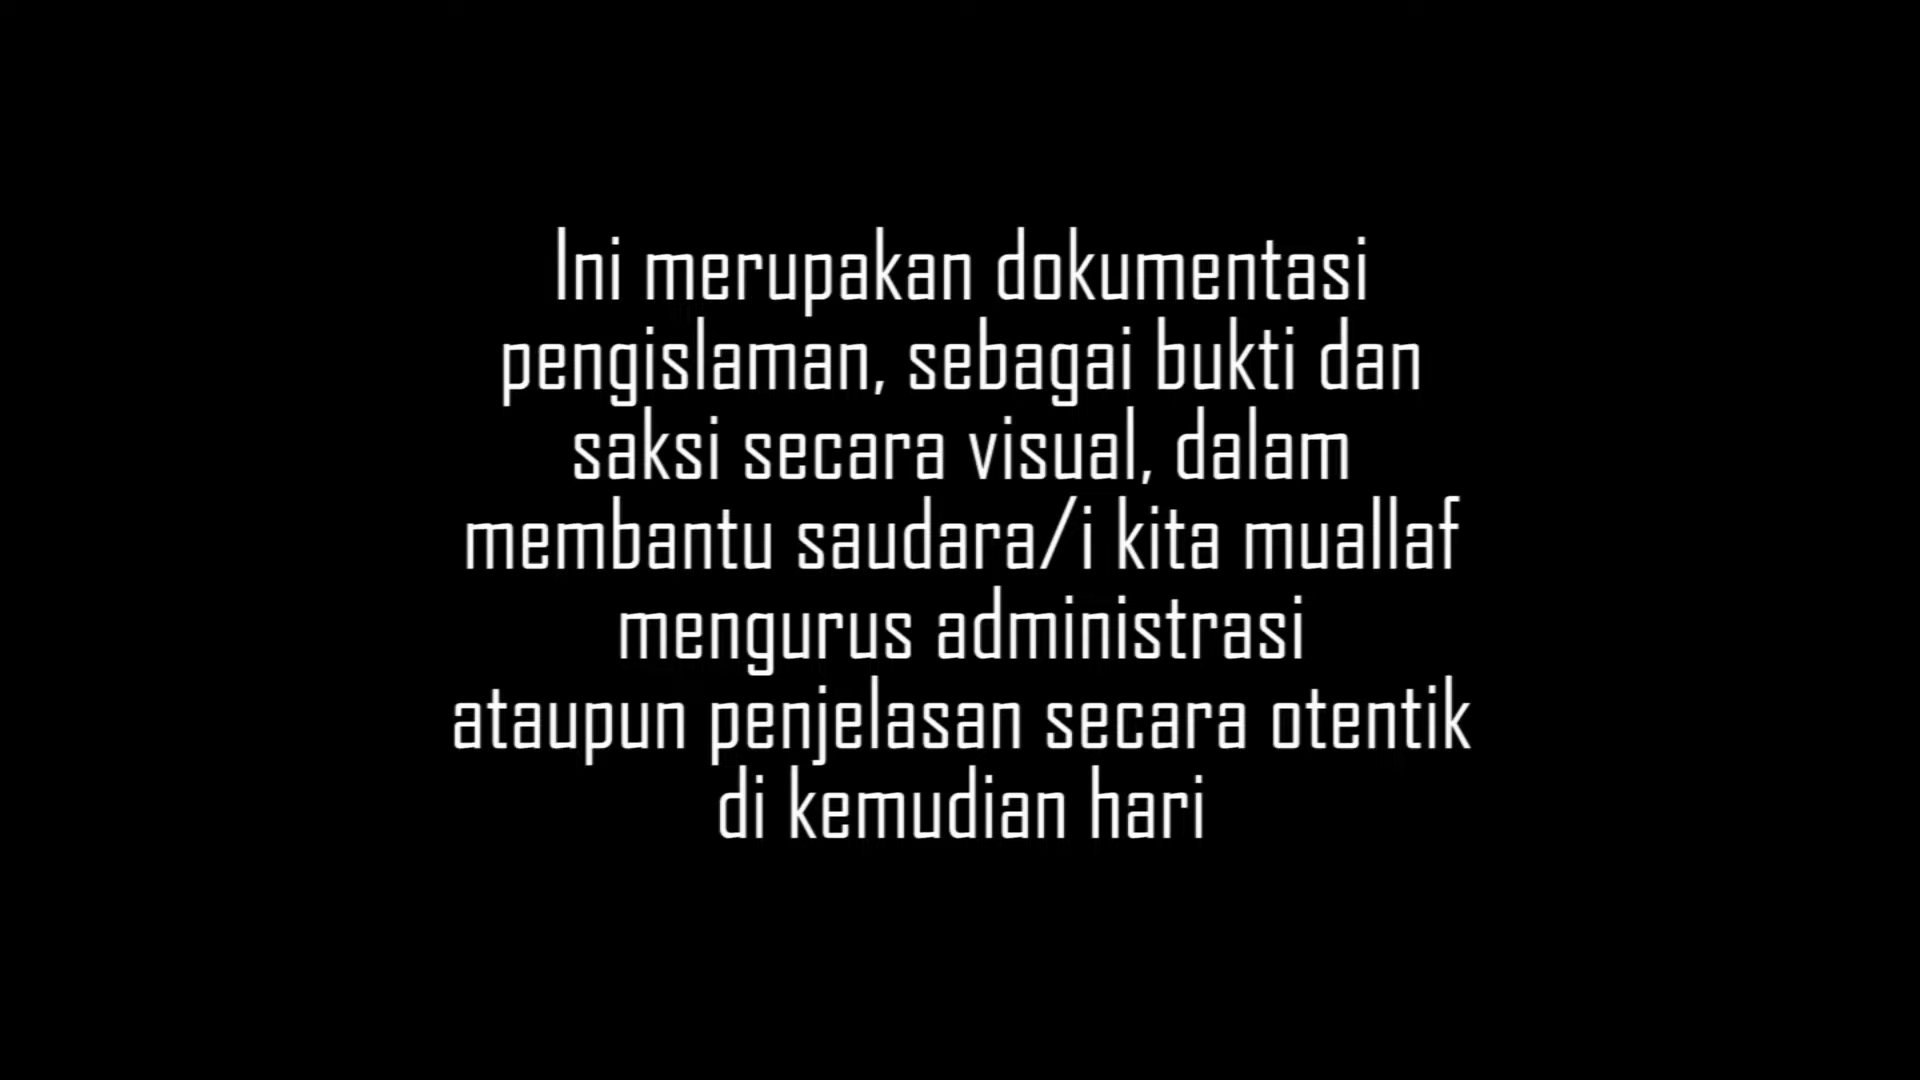 Ini merupakan dokumentasi
pengislaman, sebagai bukti dan
saksi secara visual, dalam
membantu saudara/i kita muallaf
mengurus administrasi
ataupun penjelasan secara otentik
di kemudian hari